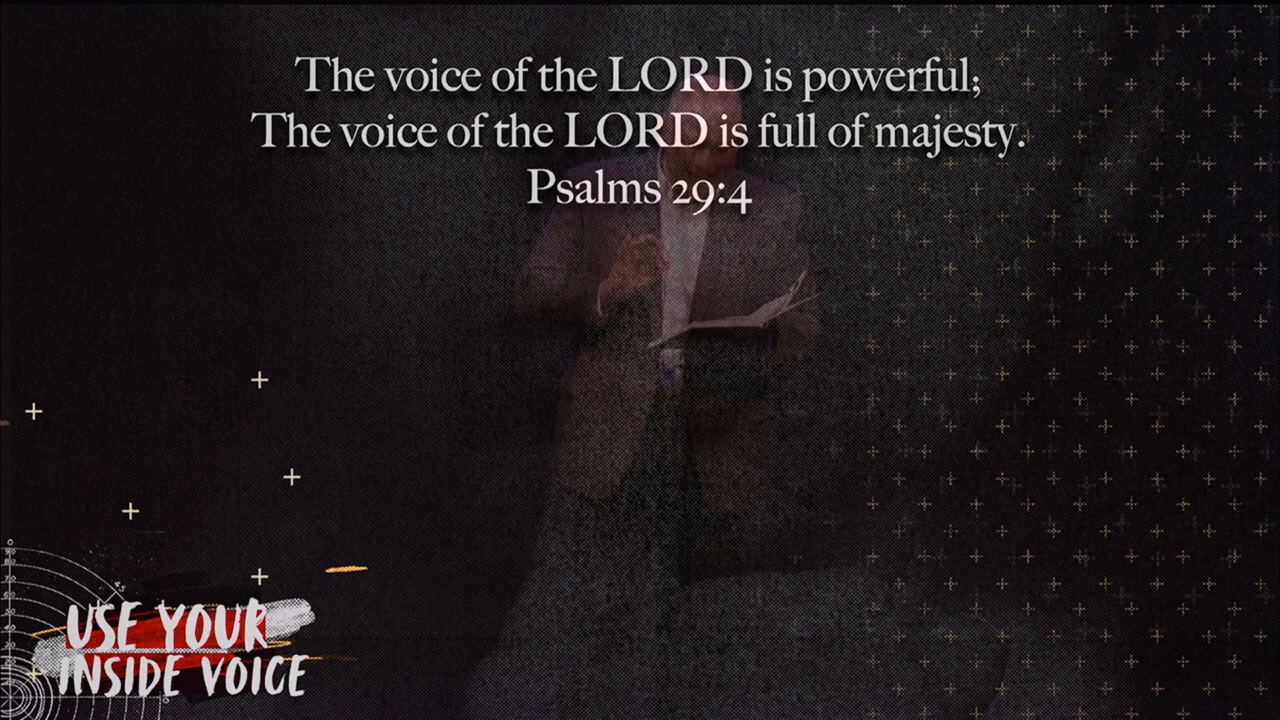 The voice of the LORD is powerful;
The voice of the LORD is full of majesty.
Psalms 29:4
USE YOUR
INSIDE VOICE